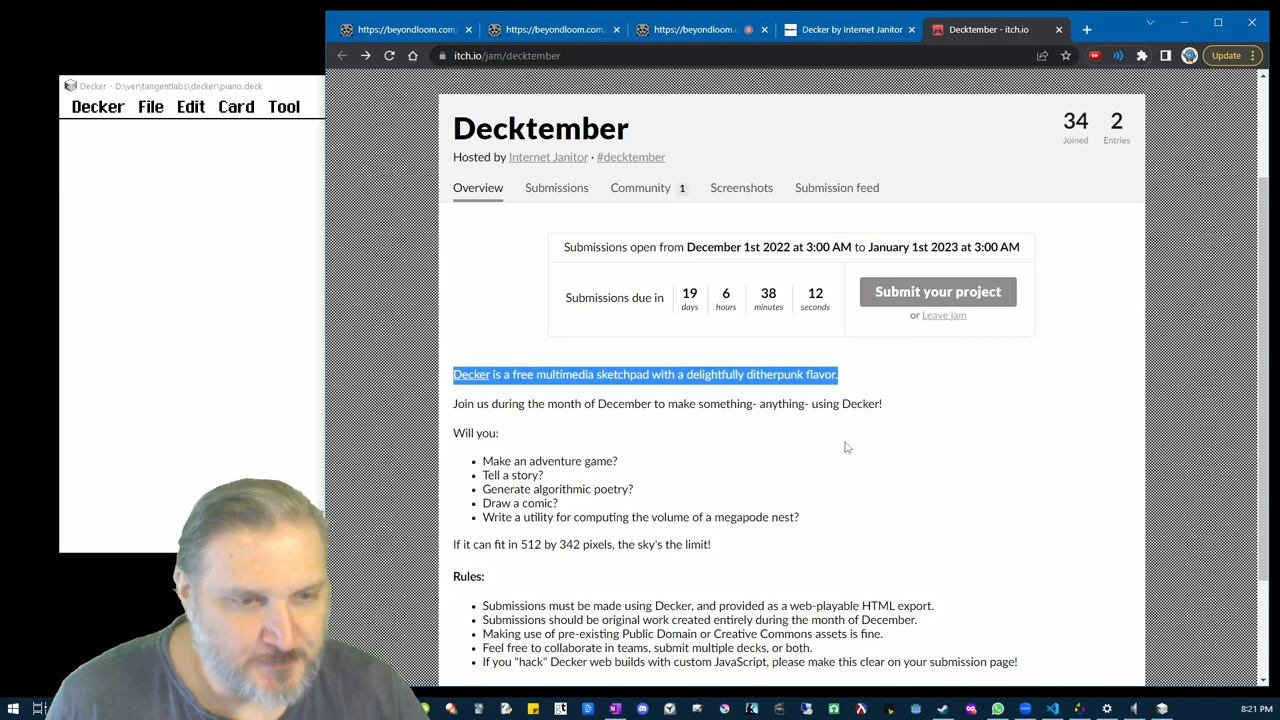 https://beyondloom.com/
https://beyondloom.com/
https://beyondloom.com/
Decker by Internet Janitor
Decktember - itch.io
itch.io/jam/decktember
Update
Decker - D:\ver\tangentlabs\decker\piano.deck
Decker File Edit Card Tool
Decktember
34
Joined
2
Entries
Hosted by Internet Janitor · #decktember
Overview Submissions Community 1 Screenshots Submission feed
Submissions open from December 1st 2022 at 3:00 AM to January 1st 2023 at 3:00 AM
Submissions due in
19
days
6
hours
38
minutes
12
seconds
Submit your project
or Leave jam
Decker is a free multimedia sketchpad with a delightfully ditherpunk flavor.
Join us during the month of December to make something- anything- using Decker!
Will you:
• Make an adventure game?
• Tell a story?
• Generate algorithmic poetry?
• Draw a comic?
• Write a utility for computing the volume of a megapode nest?
If it can fit in 512 by 342 pixels, the sky's the limit!
Rules:
• Submissions must be made using Decker, and provided as a web-playable HTML export.
• Submissions should be original work created entirely during the month of December.
• Making use of pre-existing Public Domain or Creative Commons assets is fine.
• Feel free to collaborate in teams, submit multiple decks, or both.
• If you "hack" Decker web builds with custom JavaScript, please make this clear on your submission page!
8:21 PM